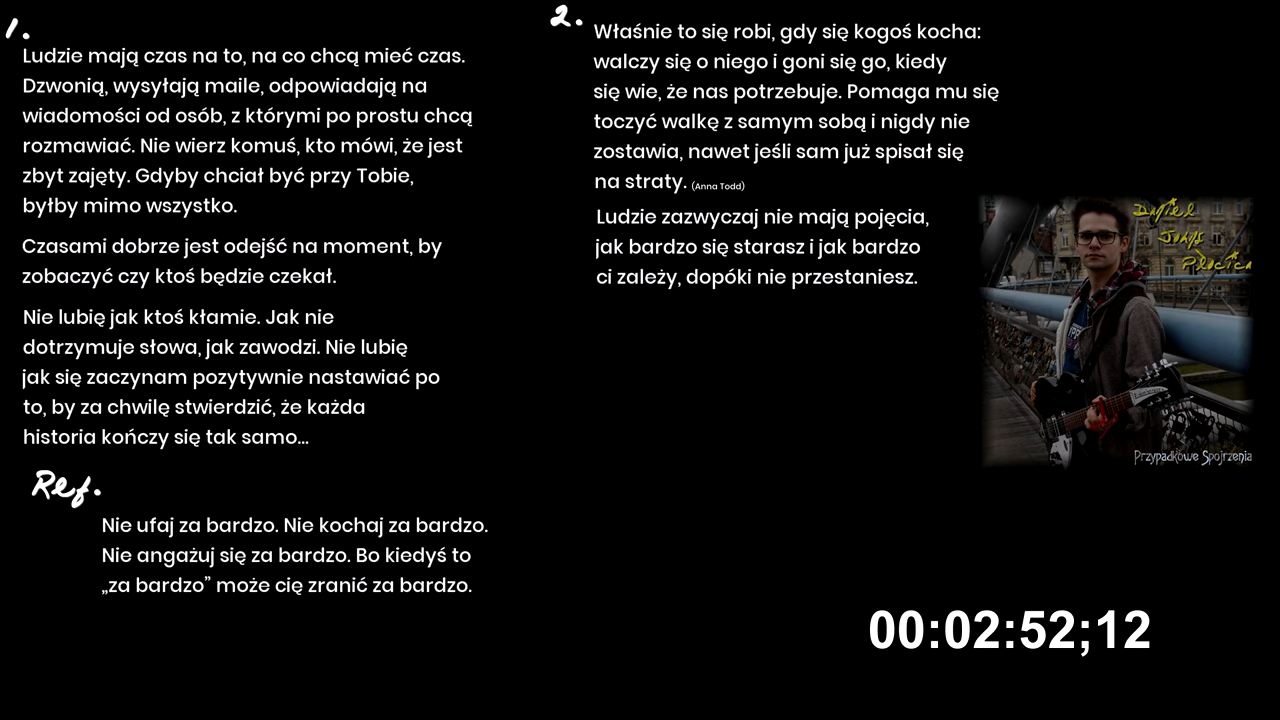 1.
Ludzie mają czas na to, na co chcą mieć czas.
Dzwonią, wysyłają maile, odpowiadają na
wiadomości od osób, z którymi po prostu chcą
rozmawiać. Nie wierz komuś, kto mówi, że jest
zbyt zajęty. Gdyby chciał być przy Tobie,
byłby mimo wszystko.
Czasami dobrze jest odejść na moment, by
zobaczyć czy ktoś będzie czekał.
Nie lubię jak ktoś kłamie. Jak nie
dotrzymuje słowa, jak zawodzi. Nie lubię
jak się zaczynam pozytywnie nastawiać po
to, by za chwilę stwierdzić, że każda
historia kończy się tak samo...
Ref.
Nie ufaj za bardzo. Nie kochaj za bardzo.
Nie angażuj się za bardzo. Bo kiedyś to
„za bardzo” może cię zranić za bardzo.
2.
Właśnie to się robi, gdy się kogoś kocha:
walczy się o niego i goni się go, kiedy
się wie, że nas potrzebuje. Pomaga mu się
toczyć walkę z samym sobą i nigdy nie
zostawia, nawet jeśli sam już spisał się
na straty. (Anna Todd)
Ludzie zazwyczaj nie mają pojęcia,
jak bardzo się starasz i jak bardzo
ci zależy, dopóki nie przestaniesz.
Przypadkowe Spojrzenia
00:02:52;12